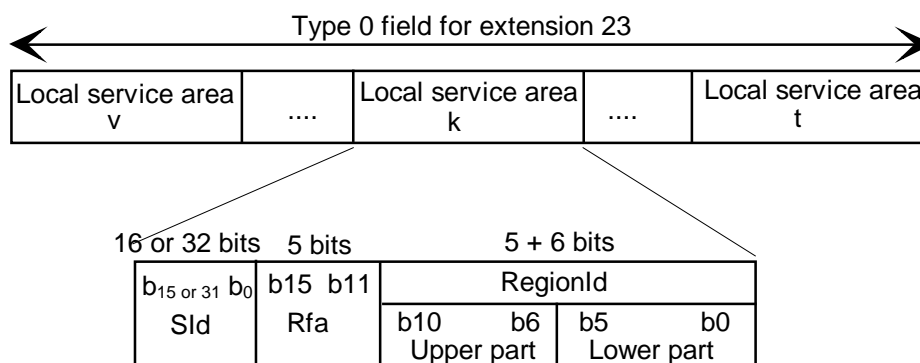 Type 0 field for extension 23
Local service area v
....
Local service area k
....
Local service area t
16 or 32 bits
5 bits
5 + 6 bits
b15 or 31 b0
SId
b15 b11
Rfa
RegionId
b10 b6
Upper part
b5 b0
Lower part